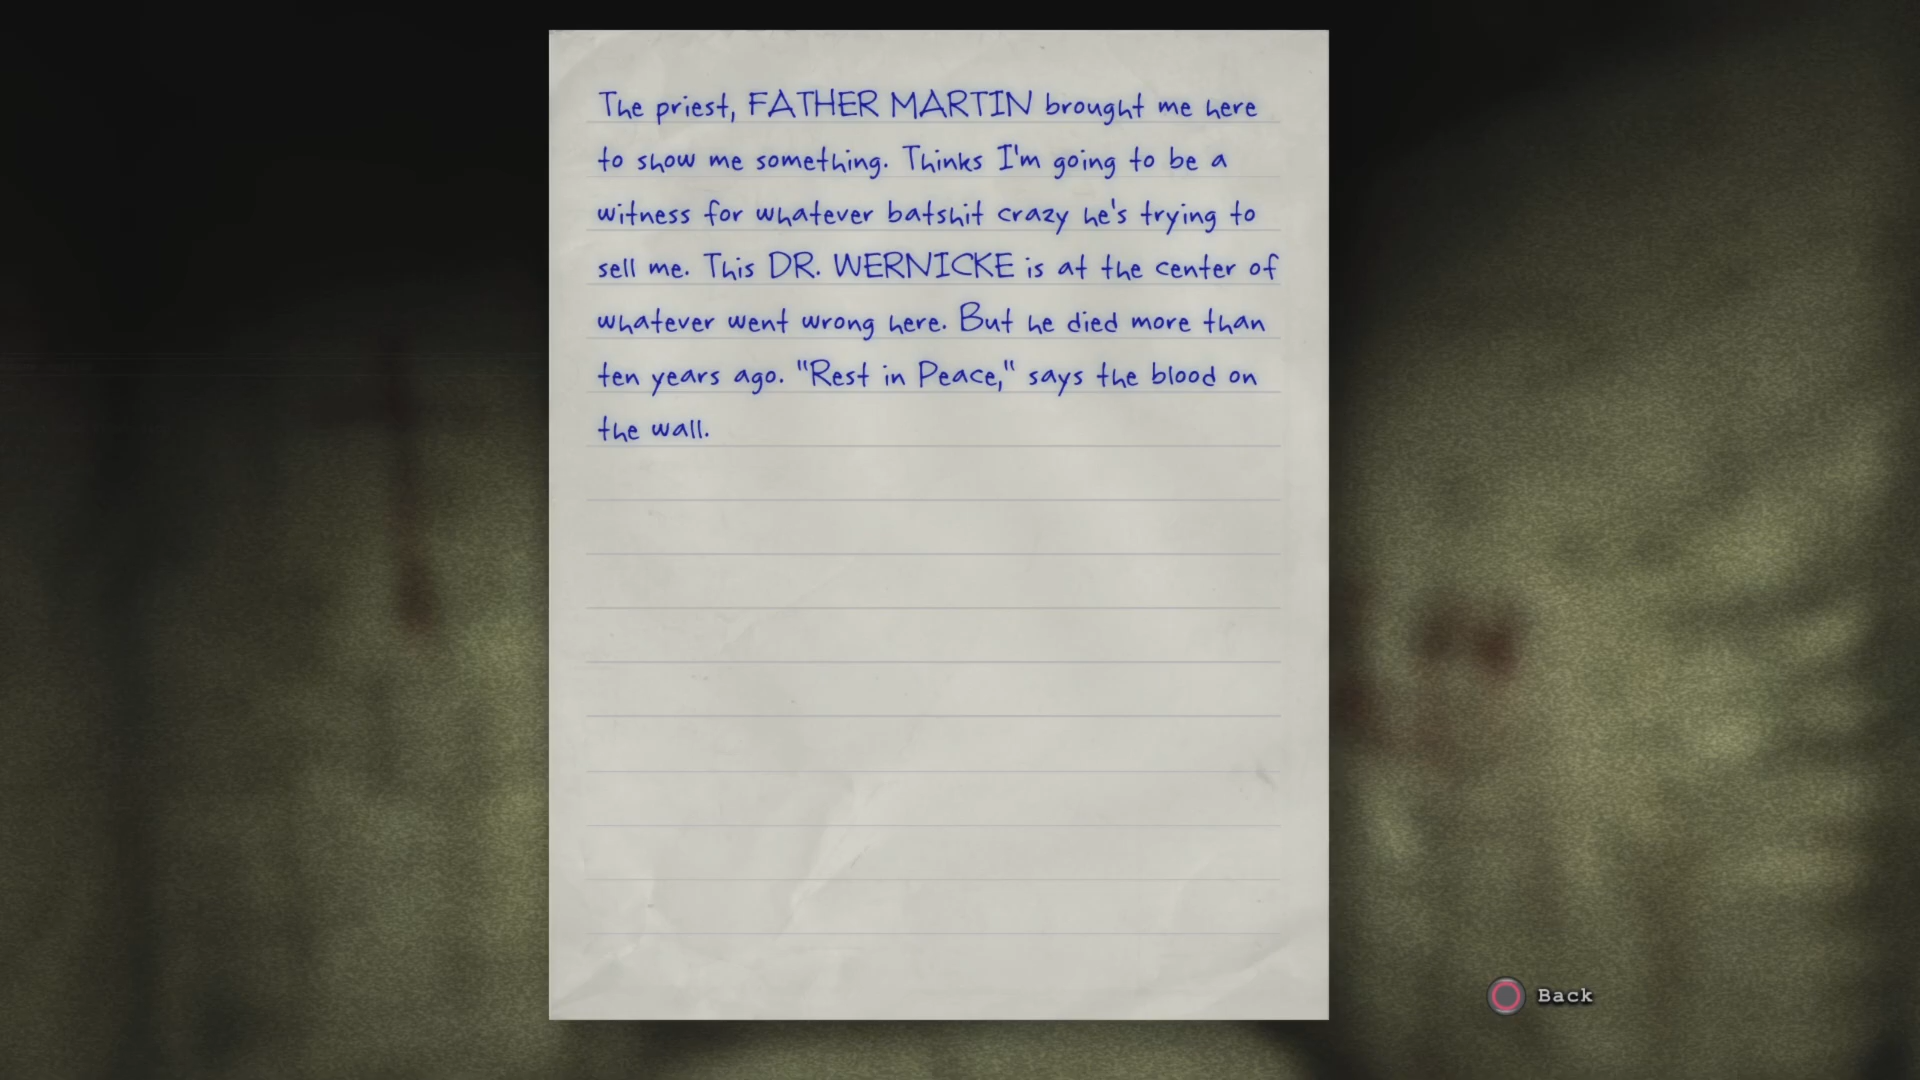 The priest, FATHER MARTIN brought me here
to show me something. Thinks I'm going to be a
witness for whatever batshit crazy he's trying to
sell me. This DR. WERNICKE is at the center of
whatever went wrong here. But he died more than
ten years ago. "Rest in Peace," says the blood on
the wall.
Back